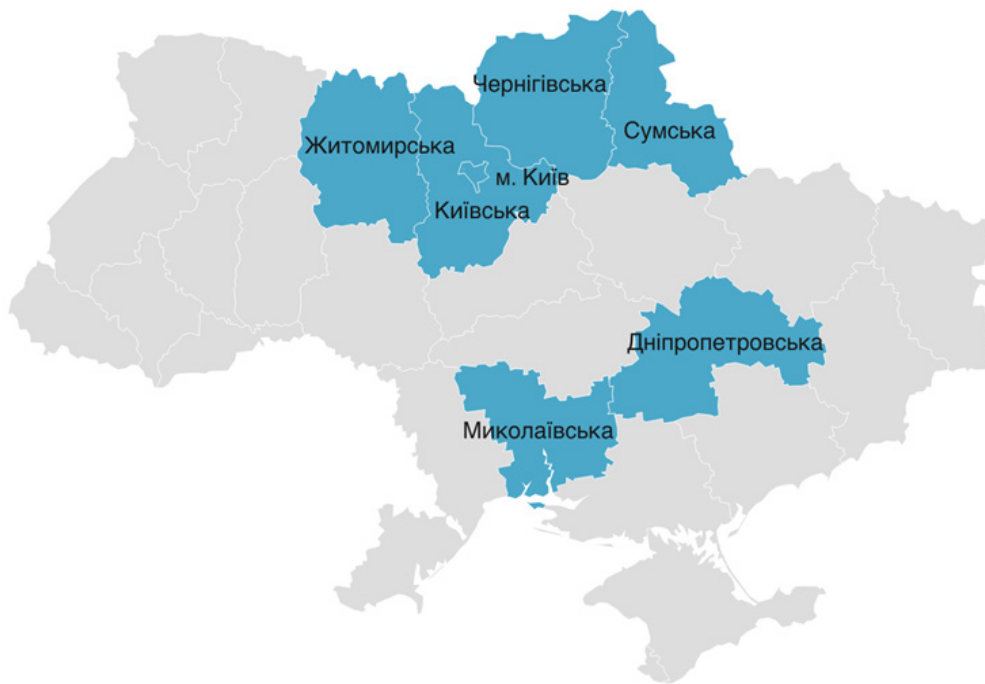 Чернігівська
Сумська
Житомирська
м. Київ
Київська
Дніпропетровська
Миколаївська